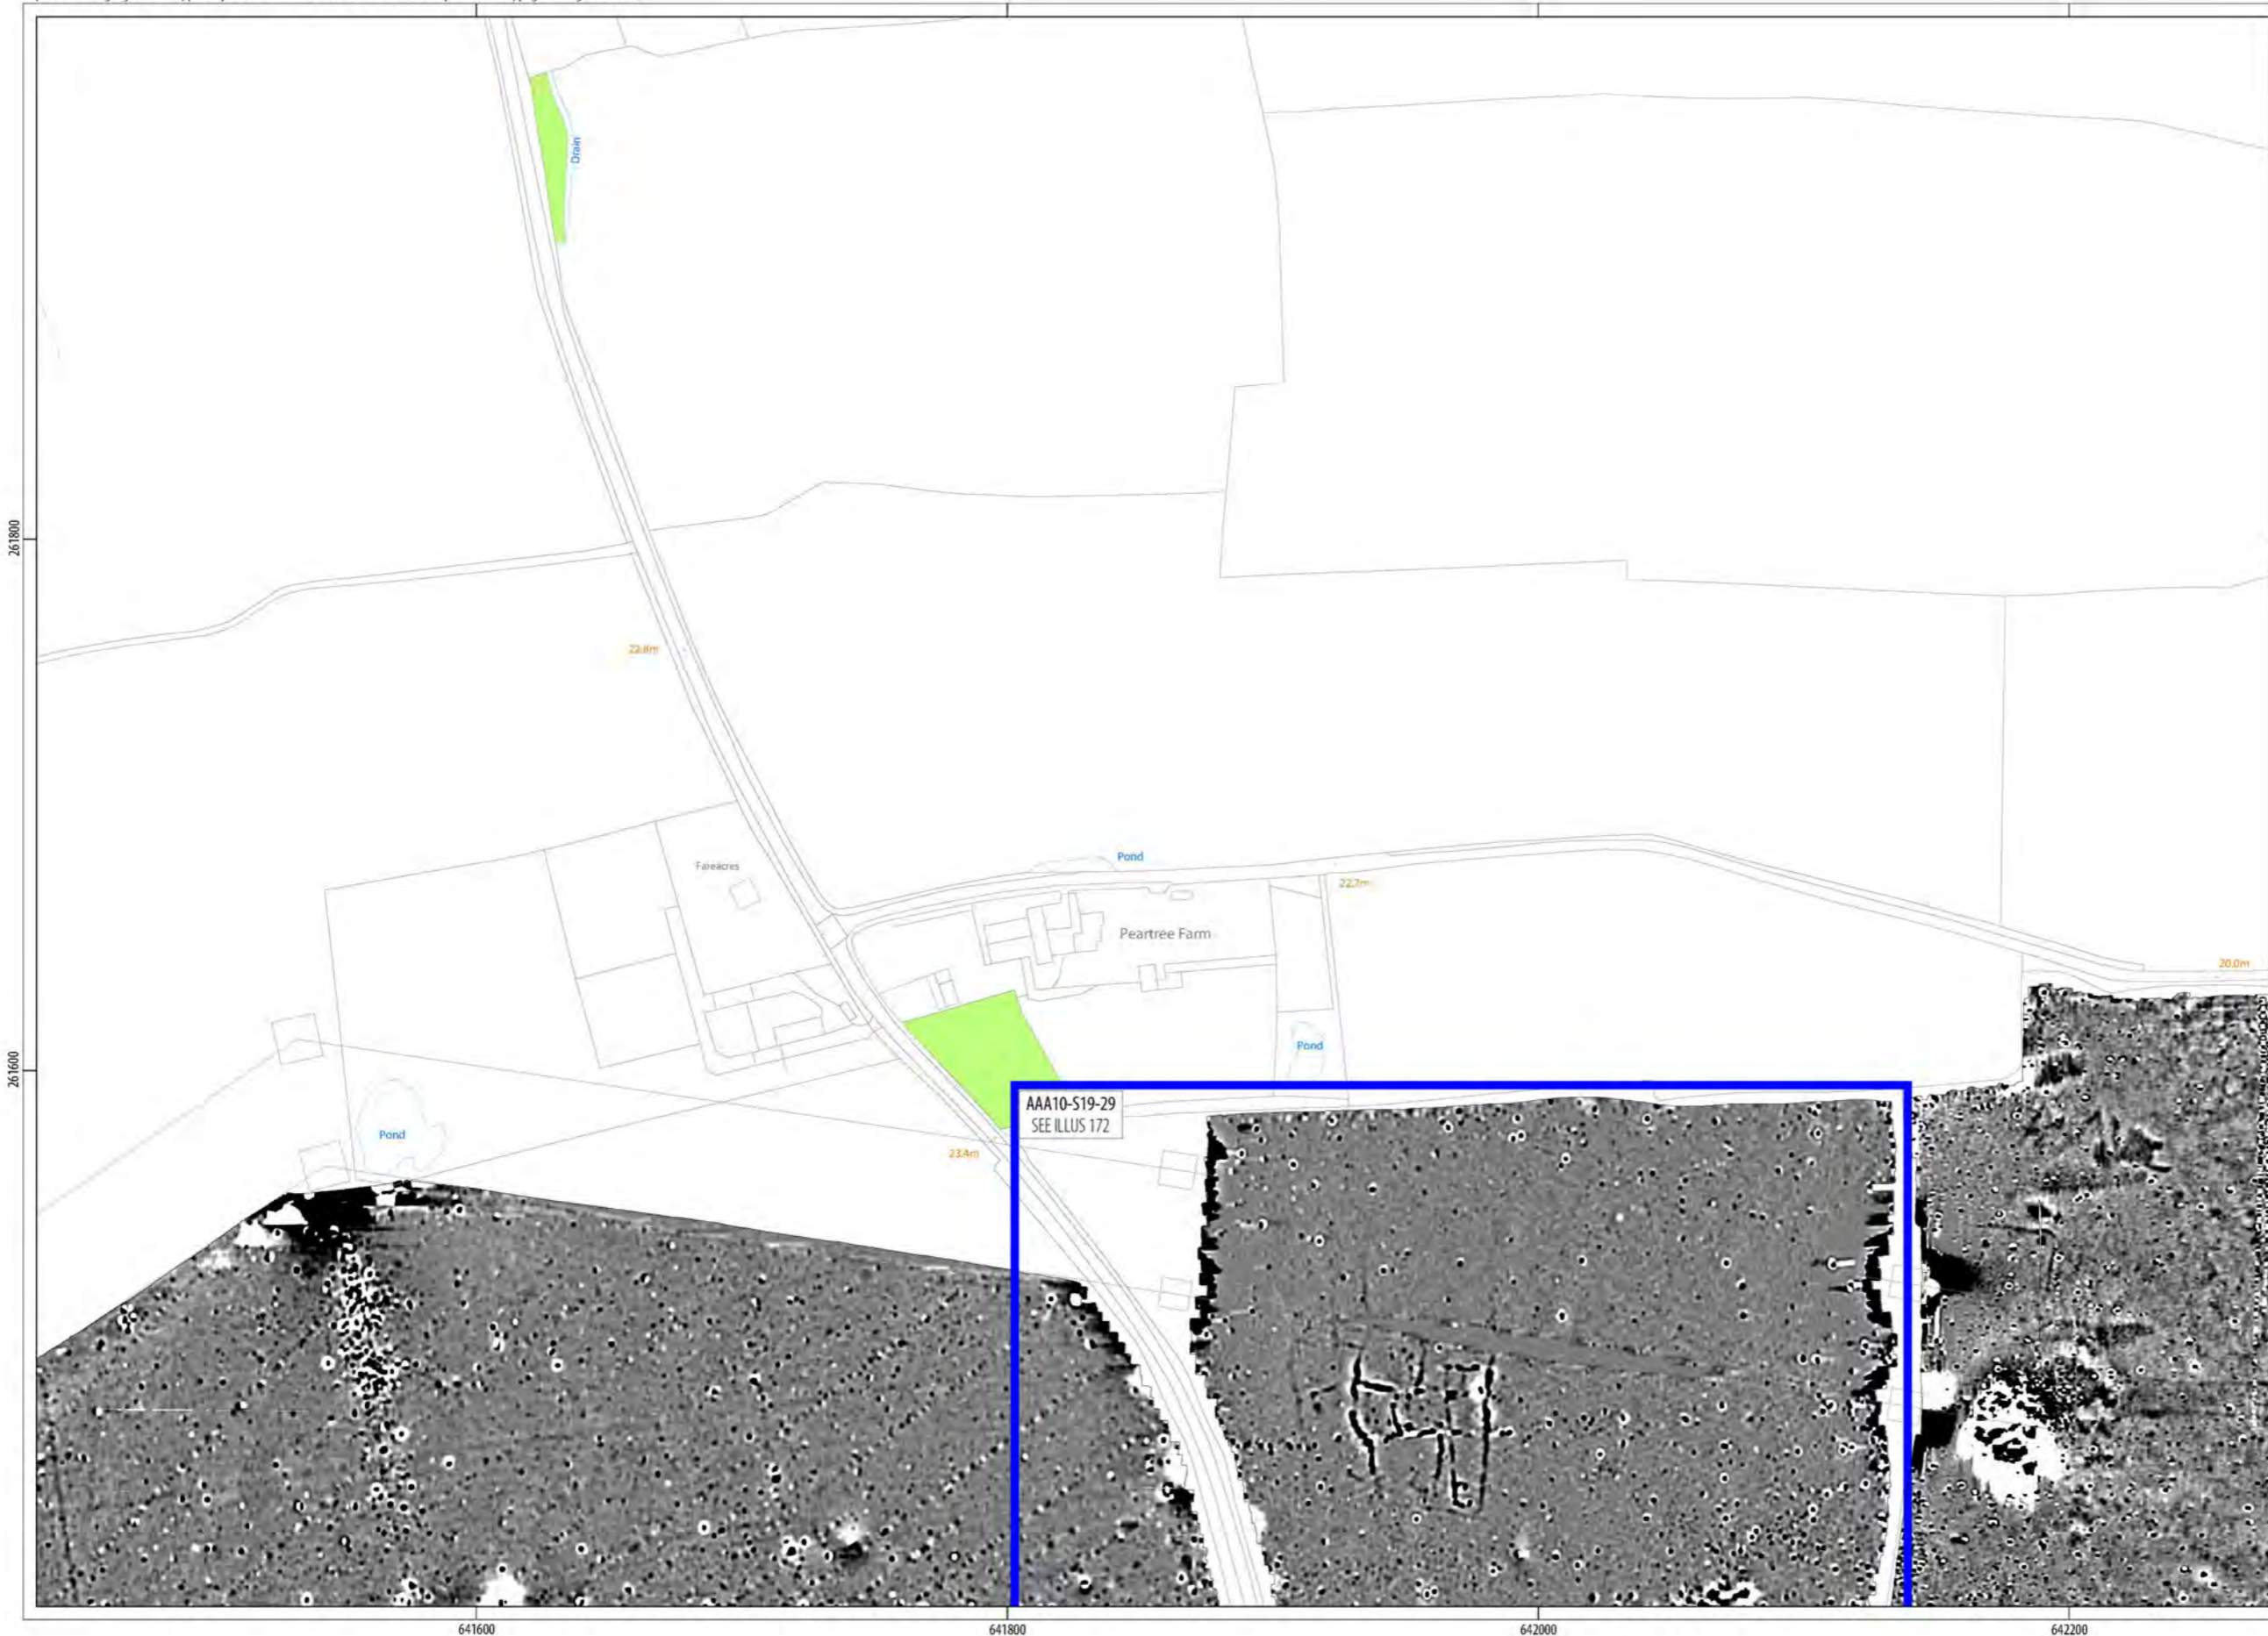 Drain
261800
22.8m
Fareacres
Pond
22.7m
Peartree Farm
20.0m
Pond
261600
AAA10-S19-29
SEE ILLUS 172
Pond
23.4m
641600
641800
642000
642200